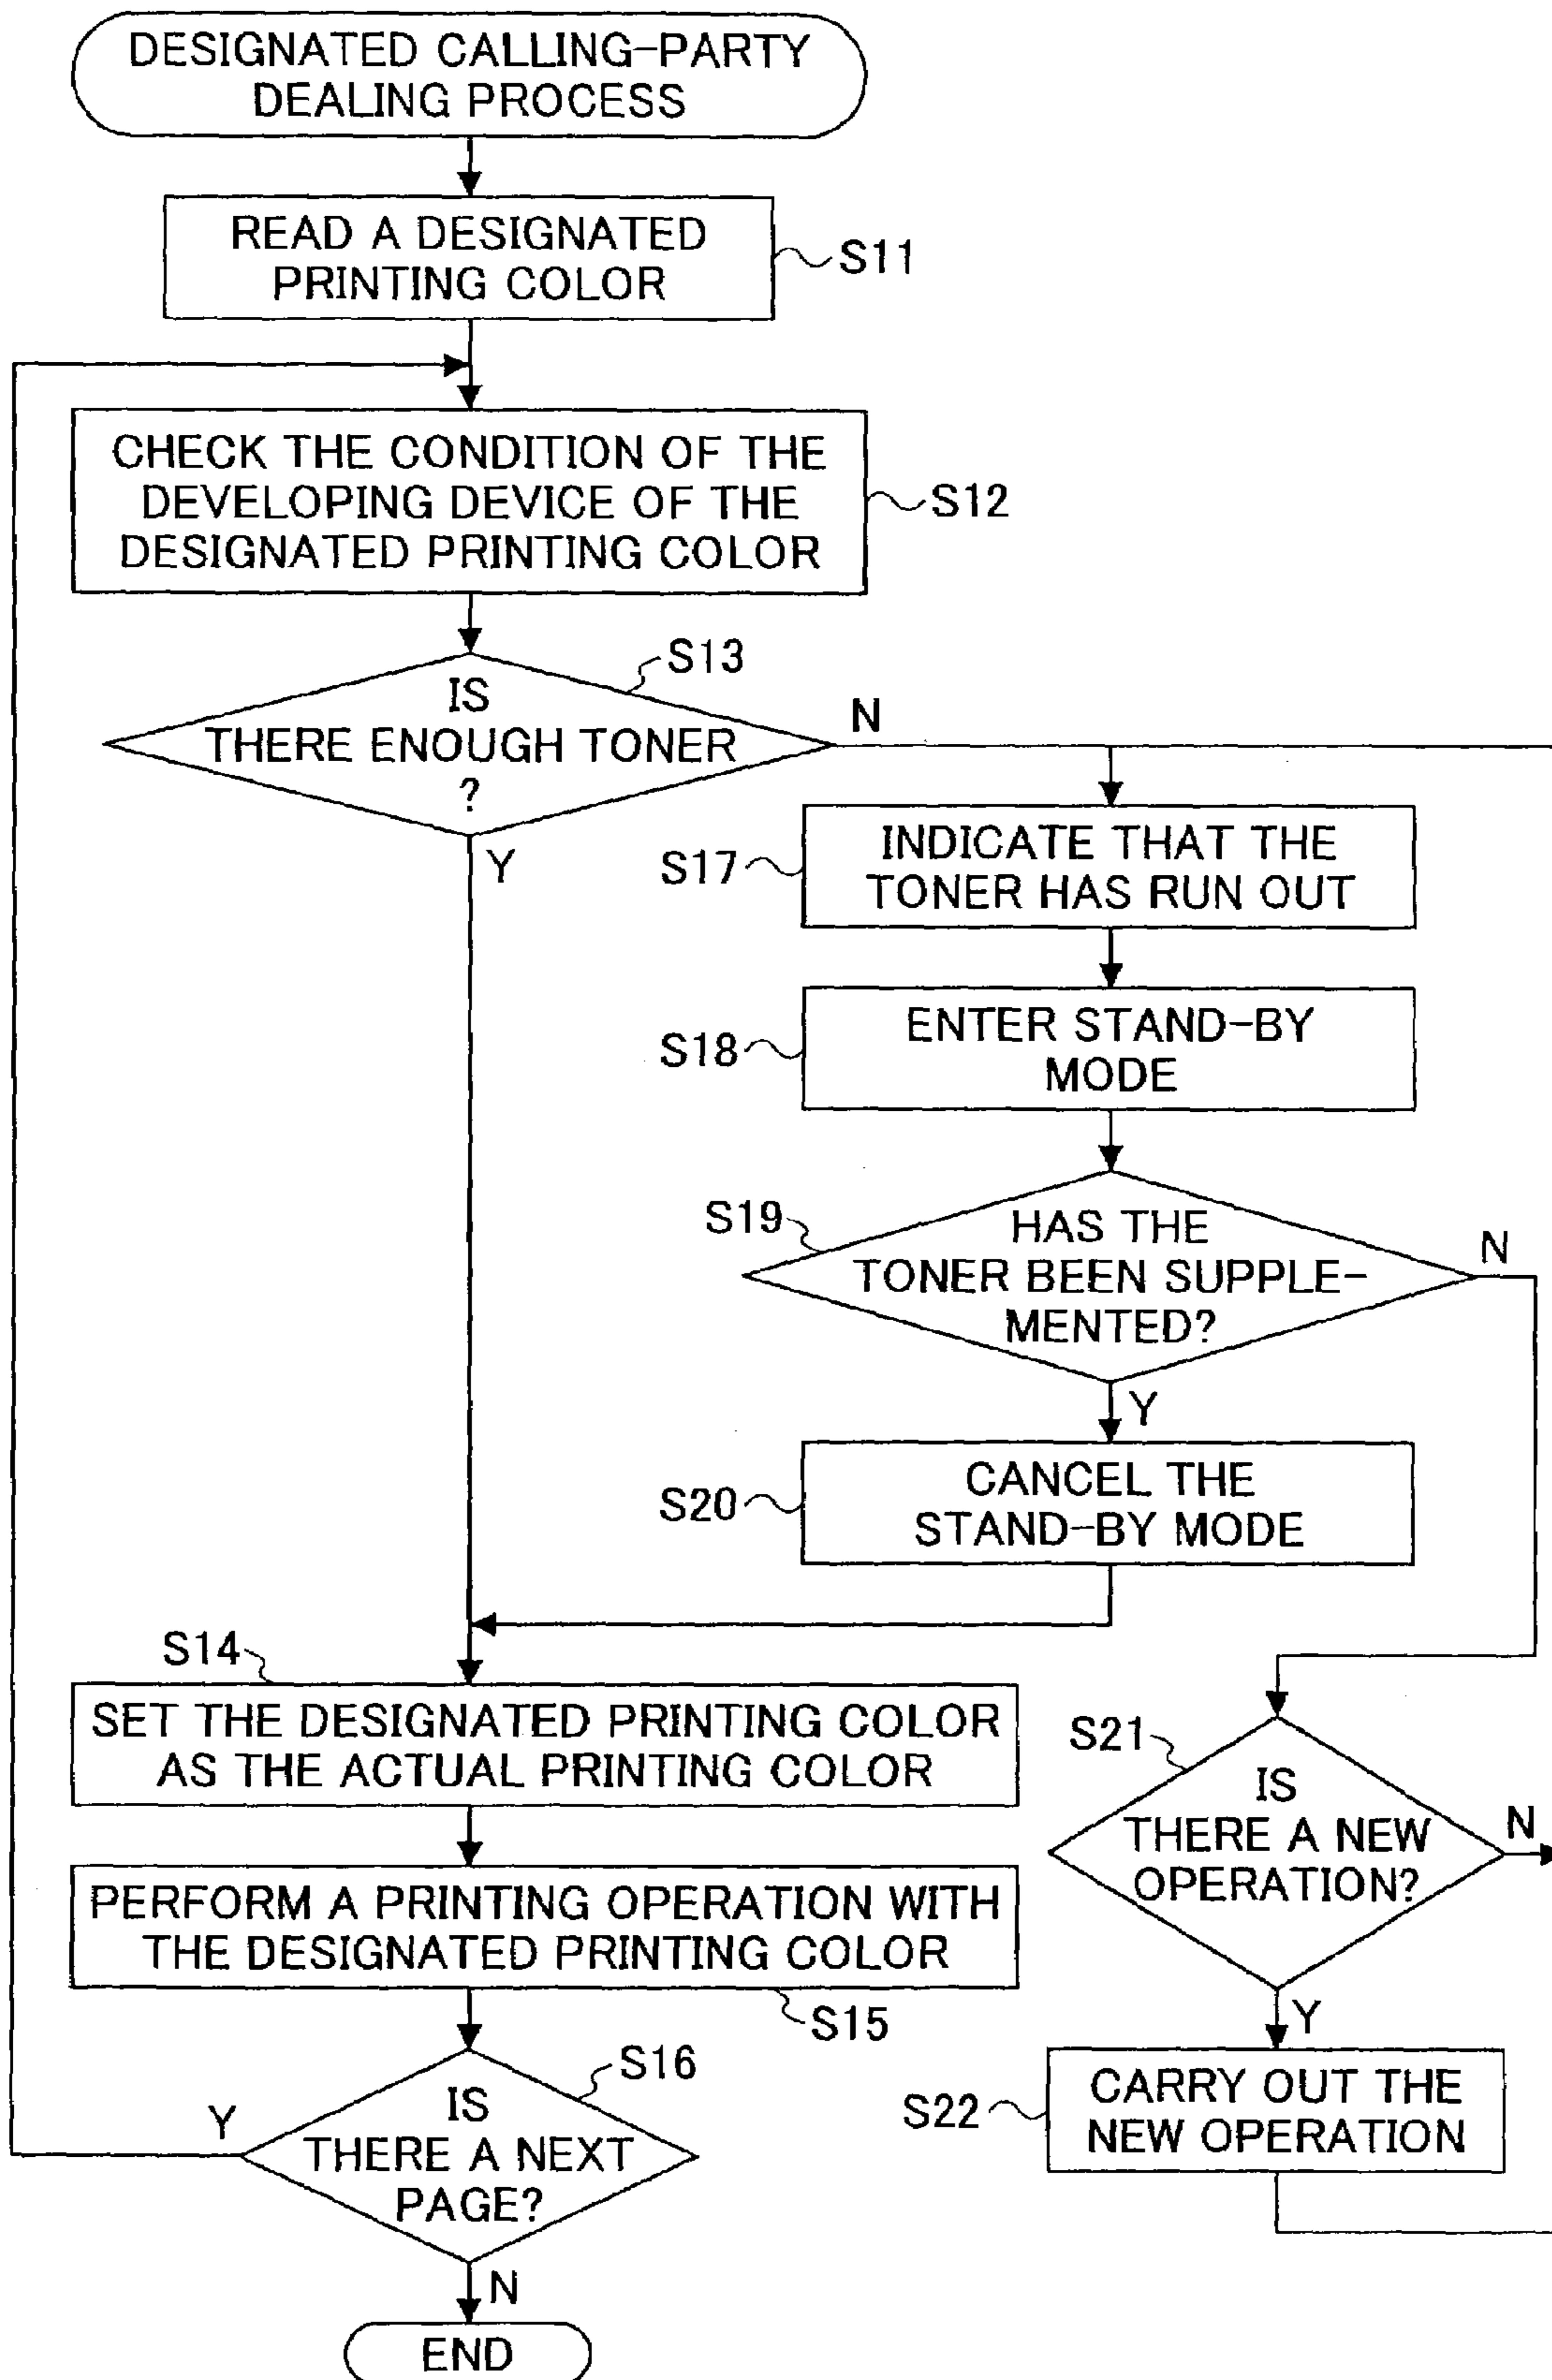 DESIGNATED CALLING-PARTY
DEALING PROCESS
READ A DESIGNATED
PRINTING COLOR
S11
CHECK THE CONDITION OF THE
DEVELOPING DEVICE OF THE
DESIGNATED PRINTING COLOR
S12
S13
IS
THERE ENOUGH TONER
?
N
Y
S17
INDICATE THAT THE
TONER HAS RUN OUT
S18
ENTER STAND-BY
MODE
S19
HAS THE
TONER BEEN SUPPLE-
MENTED?
N
Y
S20
CANCEL THE
STAND-BY MODE
S14
SET THE DESIGNATED PRINTING COLOR
AS THE ACTUAL PRINTING COLOR
S21
IS
THERE A NEW
OPERATION?
N
Y
PERFORM A PRINTING OPERATION WITH
THE DESIGNATED PRINTING COLOR
S15
S16
IS
THERE A NEXT
PAGE?
Y
N
S22
CARRY OUT THE
NEW OPERATION
END